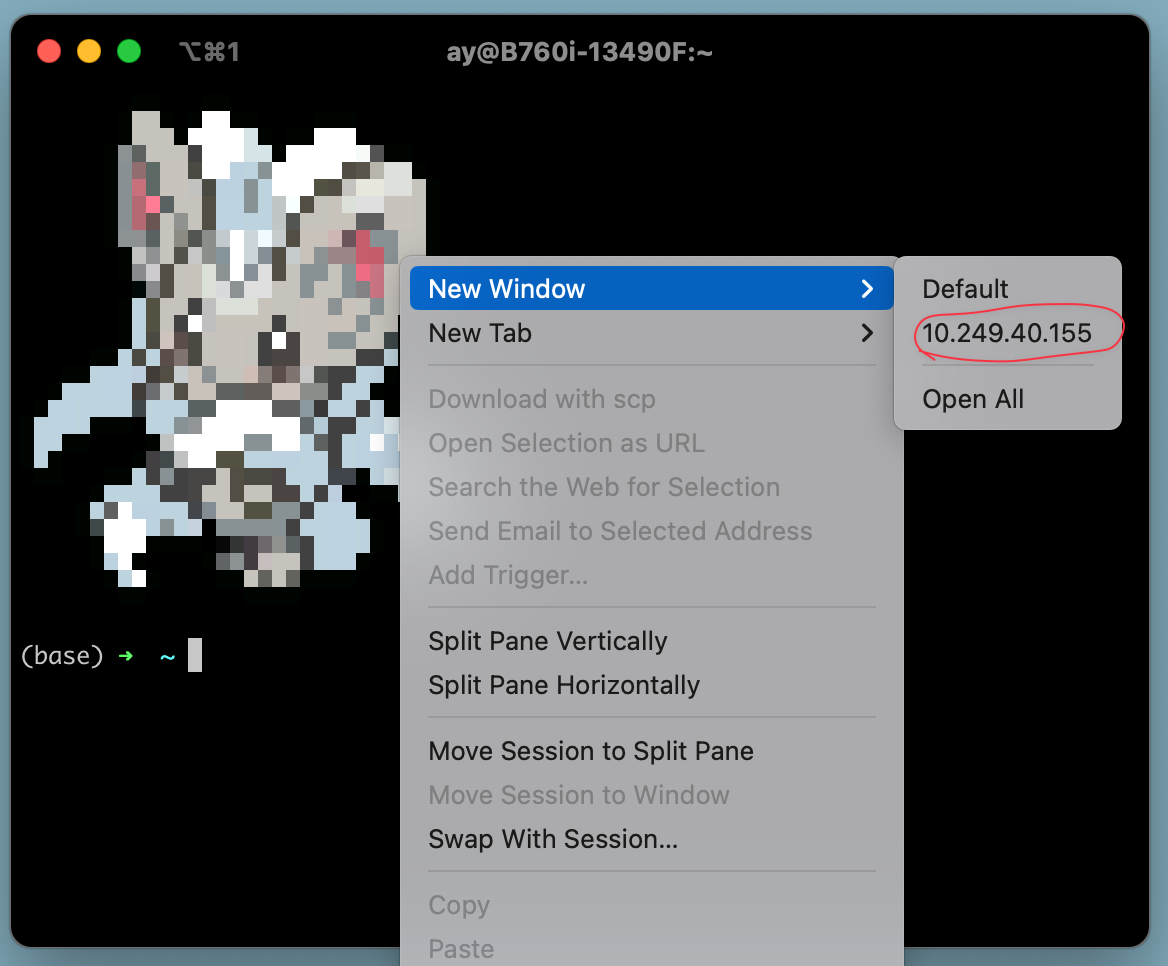 ⌥⌘1 ay@B760i-13490F:~
New Window Default
New Tab 10.249.40.155
Download with scp Open All
Open Selection as URL
Search the Web for Selection
Send Email to Selected Address
Add Trigger...
Split Pane Vertically
(base) ➜ ~
Split Pane Horizontally
Move Session to Split Pane
Move Session to Window
Swap With Session...
Copy
Paste